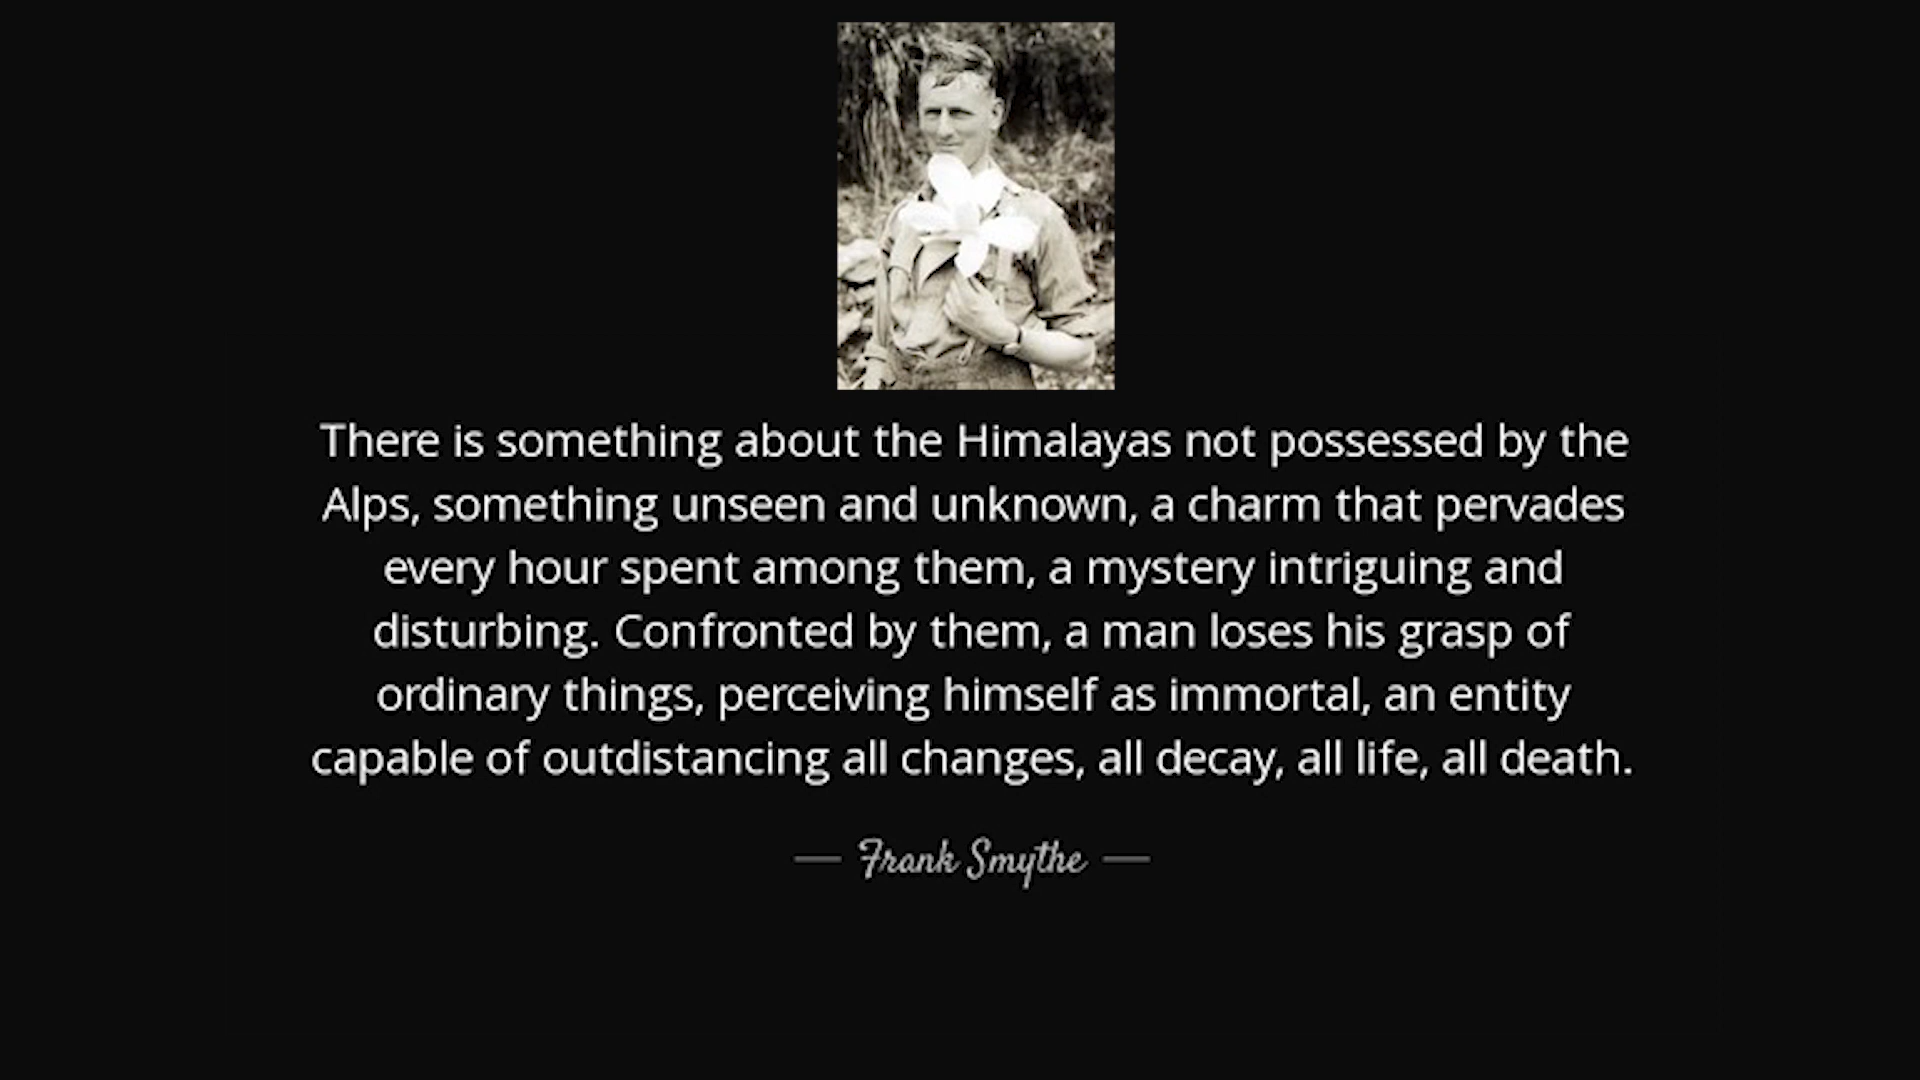 There is something about the Himalayas not possessed by the
Alps, something unseen and unknown, a charm that pervades
every hour spent among them, a mystery intriguing and
disturbing. Confronted by them, a man loses his grasp of
ordinary things, perceiving himself as immortal, an entity
capable of outdistancing all changes, all decay, all life, all death.
— Frank Smythe —